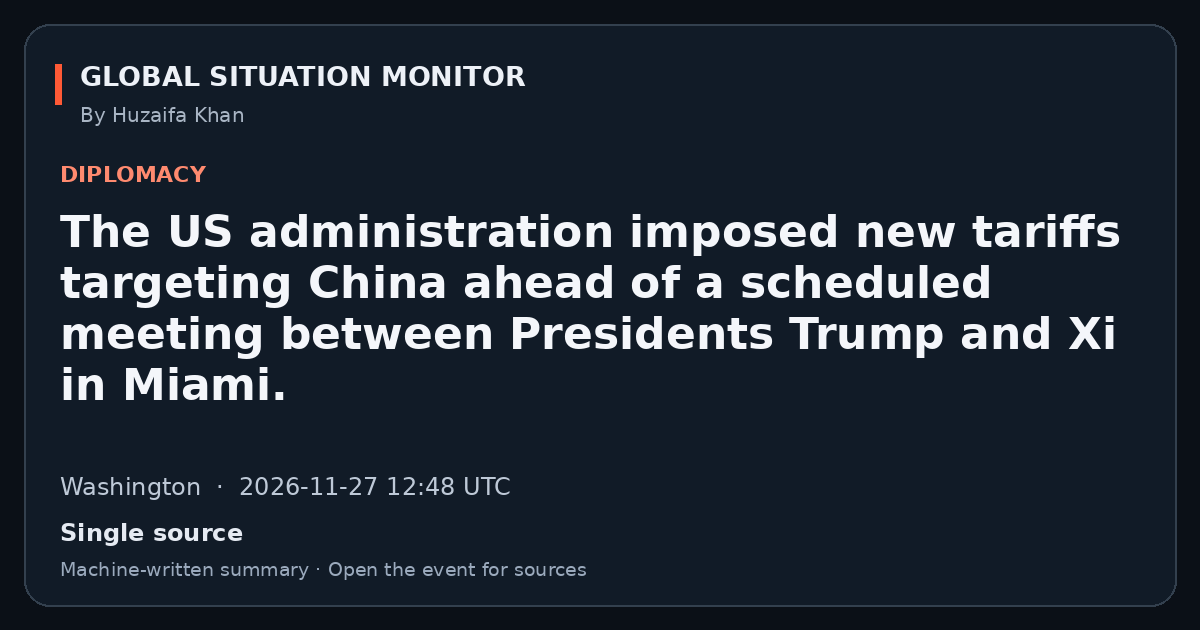 GLOBAL SITUATION MONITOR
By Huzaifa Khan
DIPLOMACY
The US administration imposed new tariffs
targeting China ahead of a scheduled
meeting between Presidents Trump and Xi
in Miami.
Washington · 2026-11-27 12:48 UTC
Single source
Machine-written summary · Open the event for sources